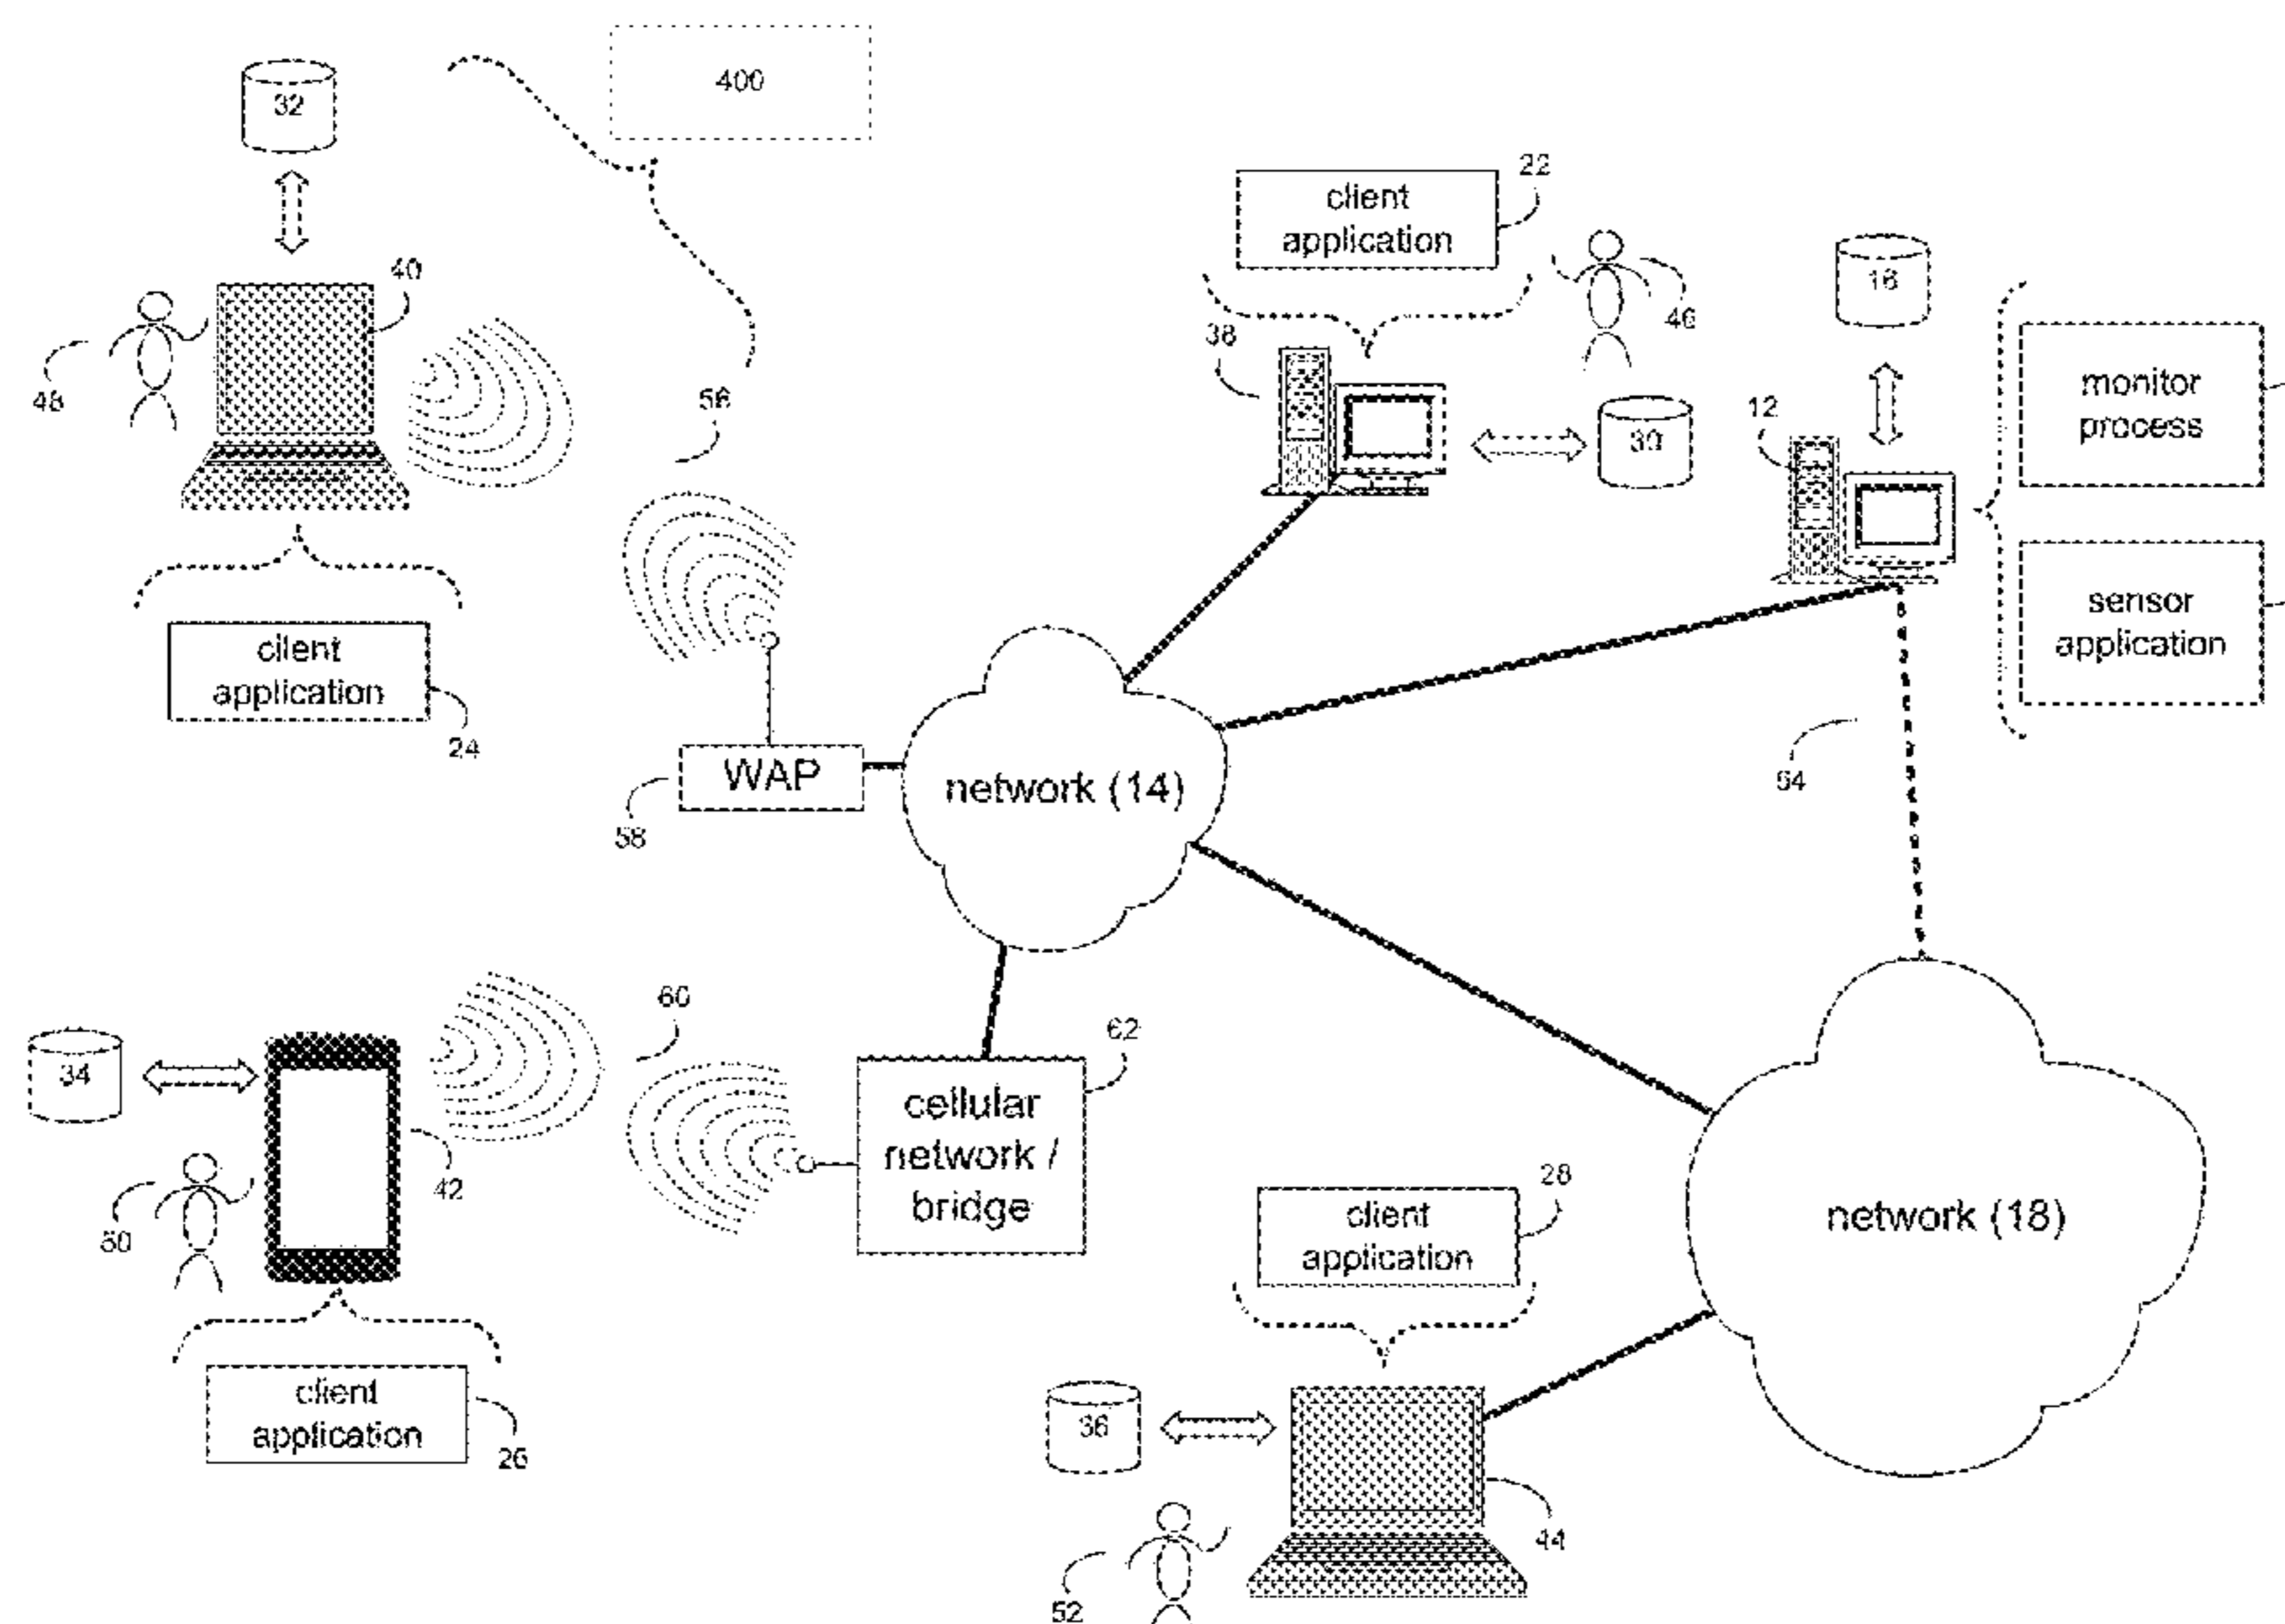 32
400
22
client
application
16
40
46
monitor
process
38
48
12
30
56
sensor
application
client
application
24
54
WAP
network (14)
58
60
62
34
cellular
network /
bridge
42
28
client
application
network (18)
50
client
application
26
36
44
52